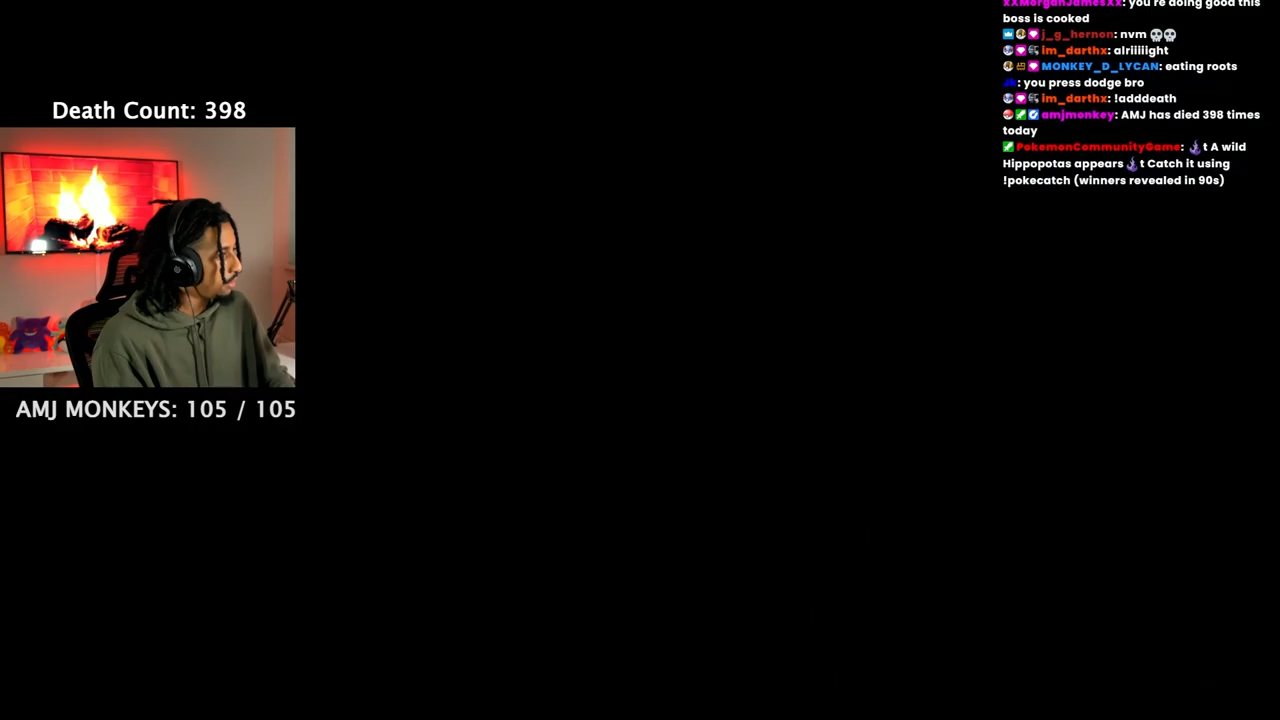 xXMorganJamesXx: you're doing good this
boss is cooked
j_g_hernon: nvm 💀💀
im_darthx: alriiiiight
MONKEY_D_LYCAN: eating roots
: you press dodge bro
im_darthx: !adddeath
amjmonkey: AMJ has died 398 times
today
PokemonCommunityGame: t A wild
Hippopotas appears t Catch it using
!pokecatch (winners revealed in 90s)
Death Count: 398
AMJ MONKEYS: 105 / 105